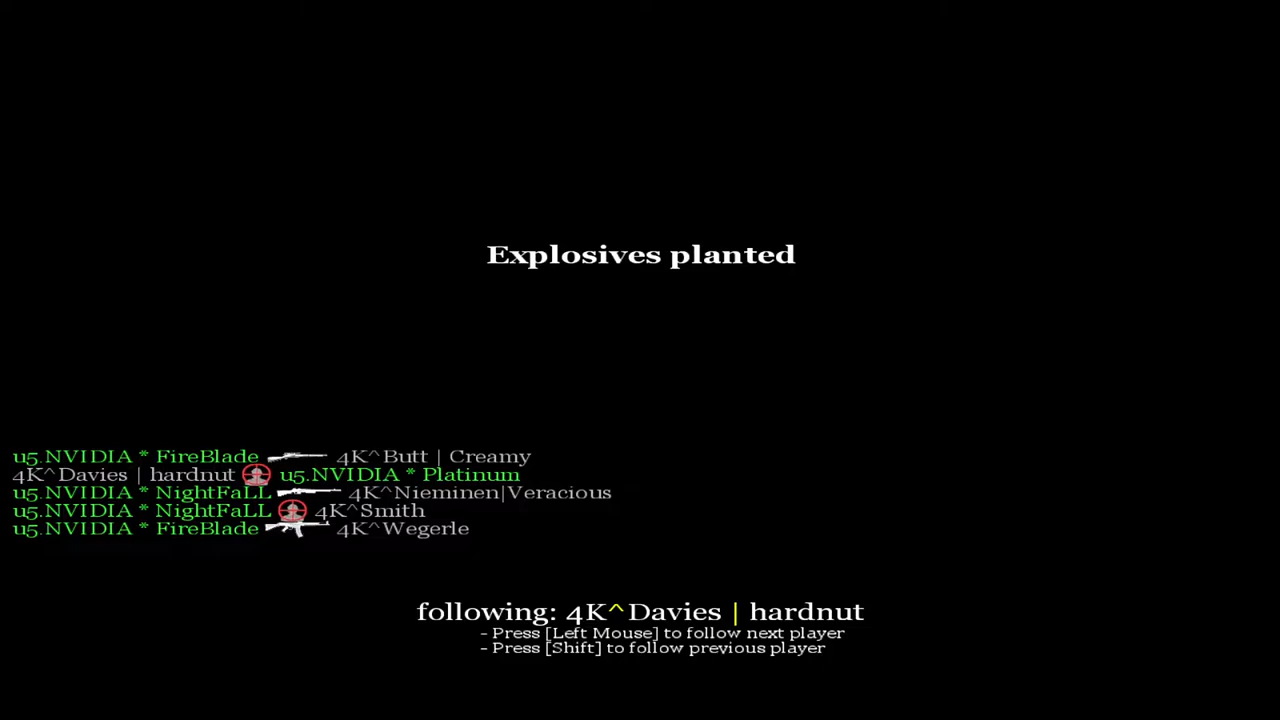 Explosives planted
u5.NVIDIA * FireBlade 4K^Butt | Creamy
4K^Davies | hardnut u5.NVIDIA * Platinum
u5.NVIDIA * NightFaLL 4K^Nieminen|Veracious
u5.NVIDIA * NightFaLL 4K^Smith
u5.NVIDIA * FireBlade 4K^Wegerle
following: 4K^Davies | hardnut
- Press [Left Mouse] to follow next player
- Press [Shift] to follow previous player